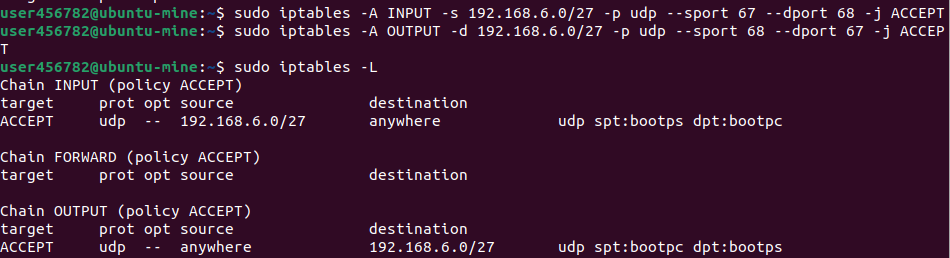 user456782@ubuntu-mine:~$ sudo iptables -A INPUT -s 192.168.6.0/27 -p udp --sport 67 --dport 68 -j ACCEPT
user456782@ubuntu-mine:~$ sudo iptables -A OUTPUT -d 192.168.6.0/27 -p udp --sport 68 --dport 67 -j ACCEP
T
user456782@ubuntu-mine:~$ sudo iptables -L
Chain INPUT (policy ACCEPT)
target     prot opt source               destination
ACCEPT     udp  --  192.168.6.0/27       anywhere             udp spt:bootps dpt:bootpc

Chain FORWARD (policy ACCEPT)
target     prot opt source               destination

Chain OUTPUT (policy ACCEPT)
target     prot opt source               destination
ACCEPT     udp  --  anywhere             192.168.6.0/27       udp spt:bootpc dpt:bootps